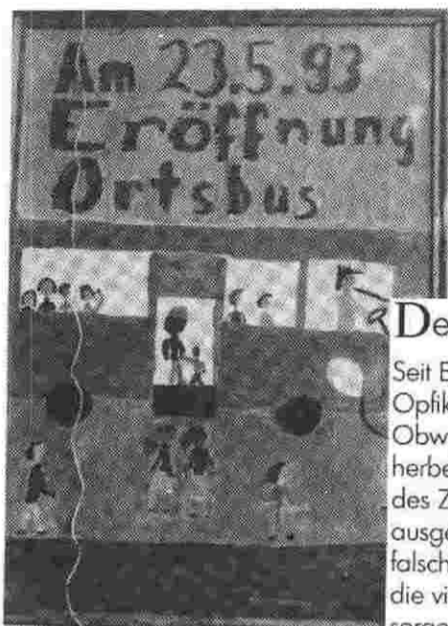 Am 23.5.93
Eröffnung
Ortsbus
De
Seit E
Opfik
Obw
herbe
des Z
ausge
falsch
die vi